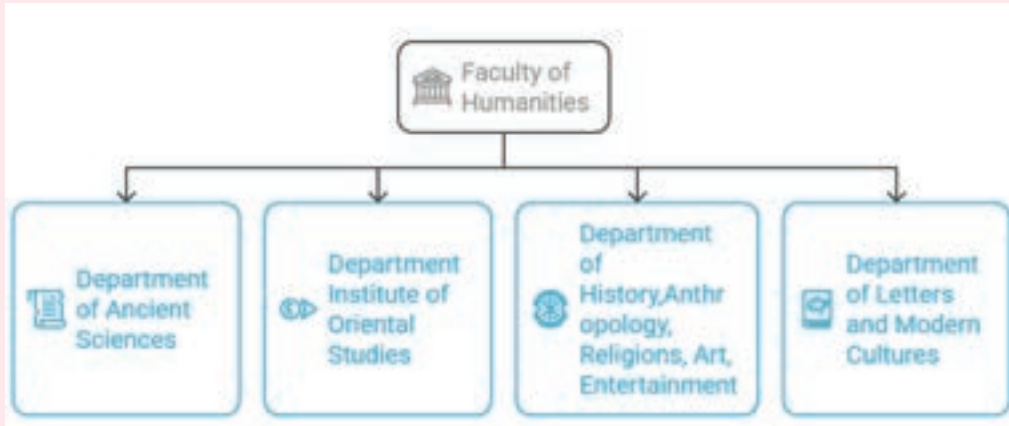 Faculty of
Humanities
Department
of Ancient
Sciences
Department
Institute of
Oriental
Studies
Department
of
History,Anthr
opology,
Religions, Art,
Entertainment
Department
of Letters
and Modern
Cultures